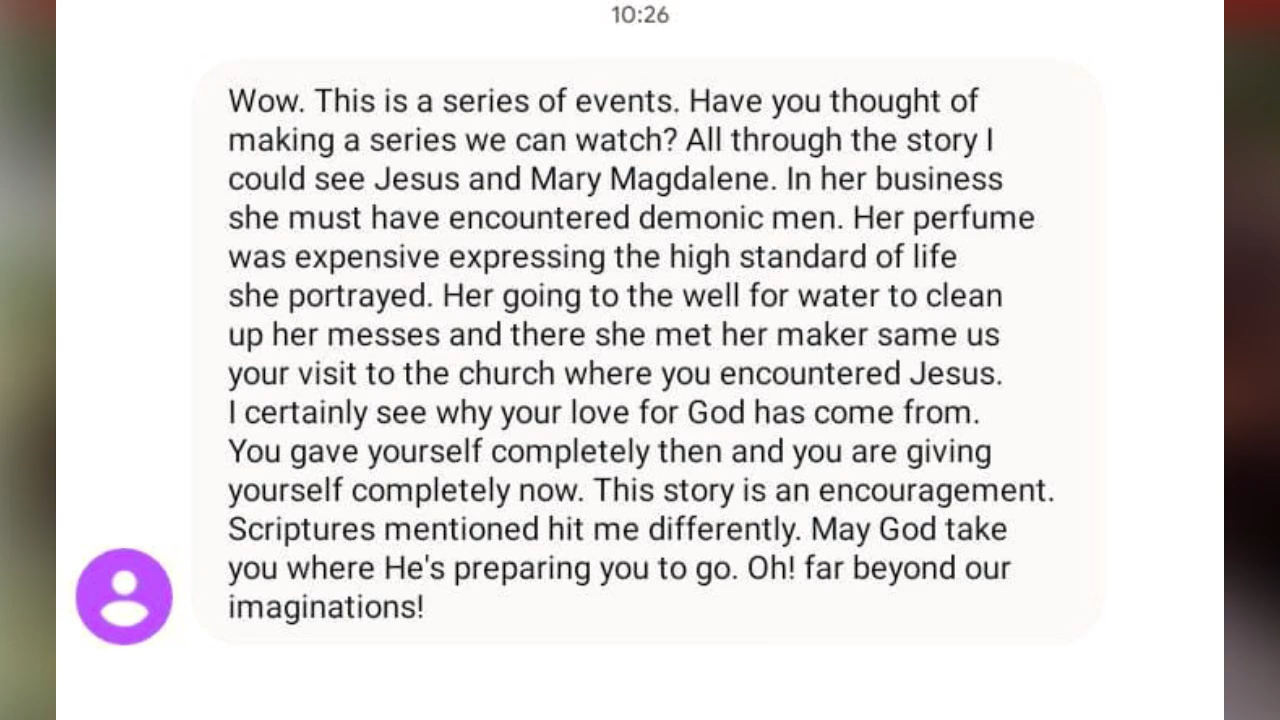 10:26
Wow. This is a series of events. Have you thought of
making a series we can watch? All through the story I
could see Jesus and Mary Magdalene. In her business
she must have encountered demonic men. Her perfume
was expensive expressing the high standard of life
she portrayed. Her going to the well for water to clean
up her messes and there she met her maker same us
your visit to the church where you encountered Jesus.
I certainly see why your love for God has come from.
You gave yourself completely then and you are giving
yourself completely now. This story is an encouragement.
Scriptures mentioned hit me differently. May God take
you where He's preparing you to go. Oh! far beyond our
imaginations!